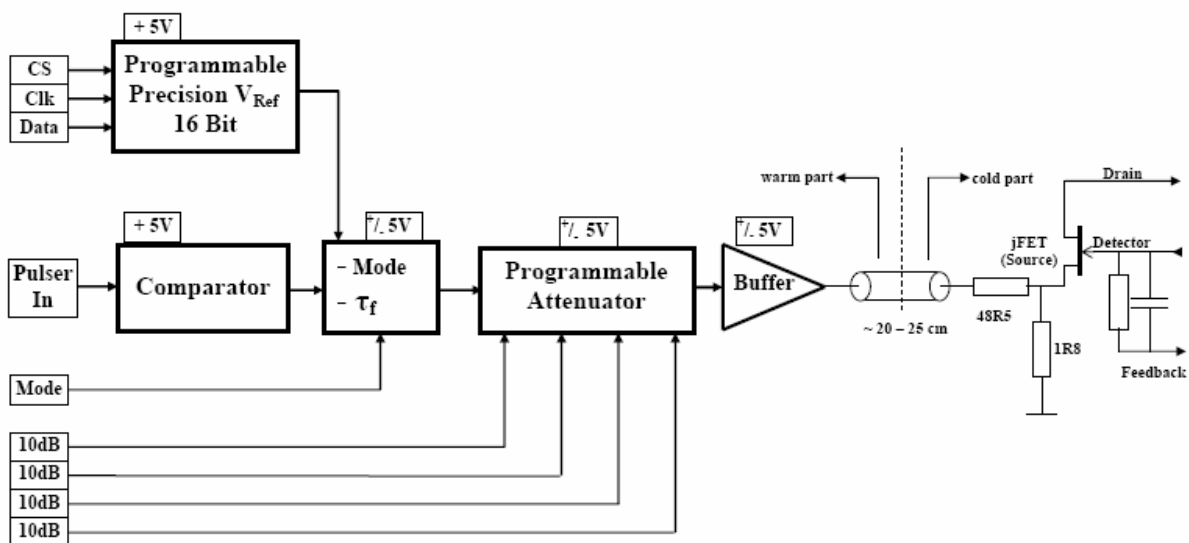 + 5V
CS
Clk
Data
Programmable
Precision V_Ref
16 Bit
warm part
cold part
Drain
+ 5V
+/- 5V
+/- 5V
+/- 5V
jFET
(Source)
Detector
Pulser
In
Comparator
- Mode
- τf
Programmable
Attenuator
Buffer
~ 20 – 25 cm
48R5
1R8
Feedback
Mode
10dB
10dB
10dB
10dB